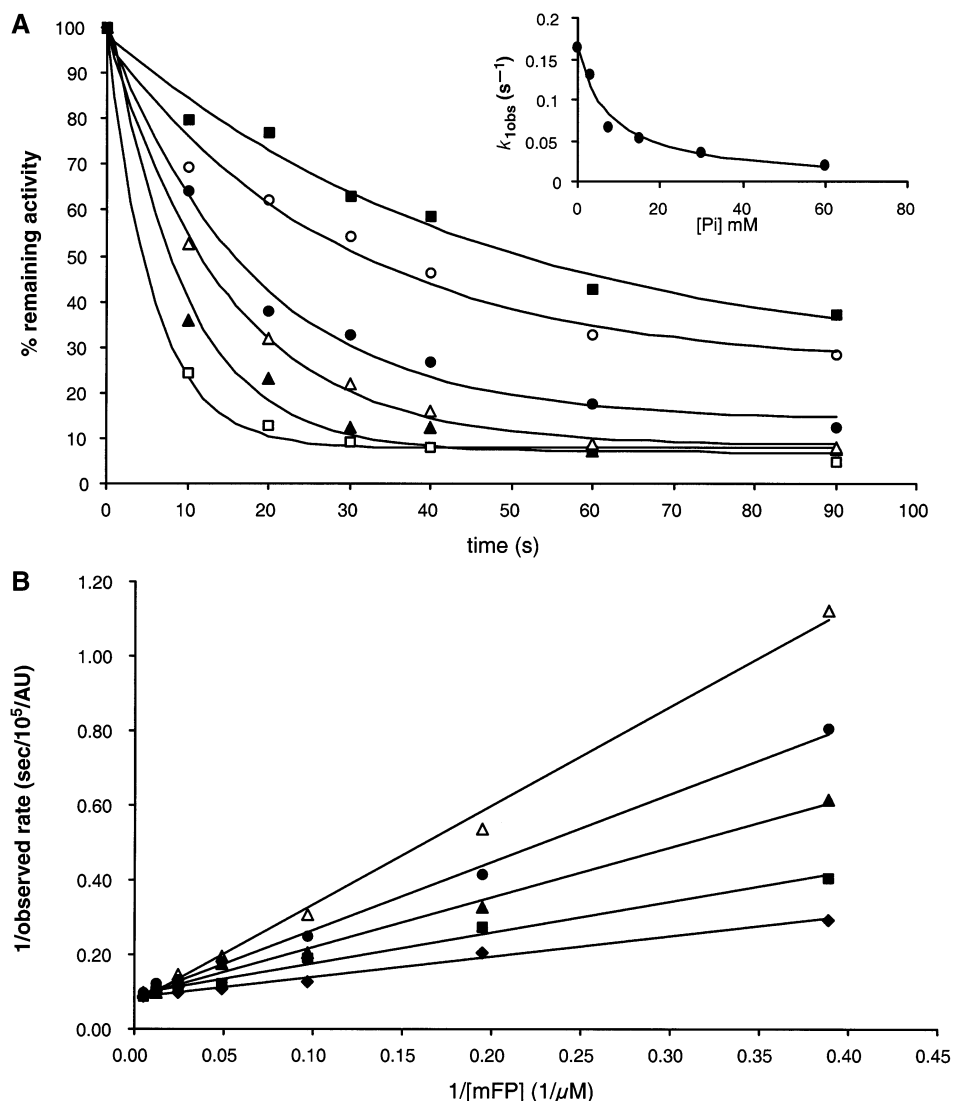 A
% remaining activity
100
90
80
70
60
50
40
30
20
10
0
0 10 20 30 40 50 60 70 80 90 100
time (s)
k1obs (s–1)
0.2
0.15
0.1
0.05
0
0 20 40 60 80
[Pi] mM
B
1/observed rate (sec/10⁵/AU)
1.20
1.00
0.80
0.60
0.40
0.20
0.00
0.00 0.05 0.10 0.15 0.20 0.25 0.30 0.35 0.40 0.45
1/[mFP] (1/μM)